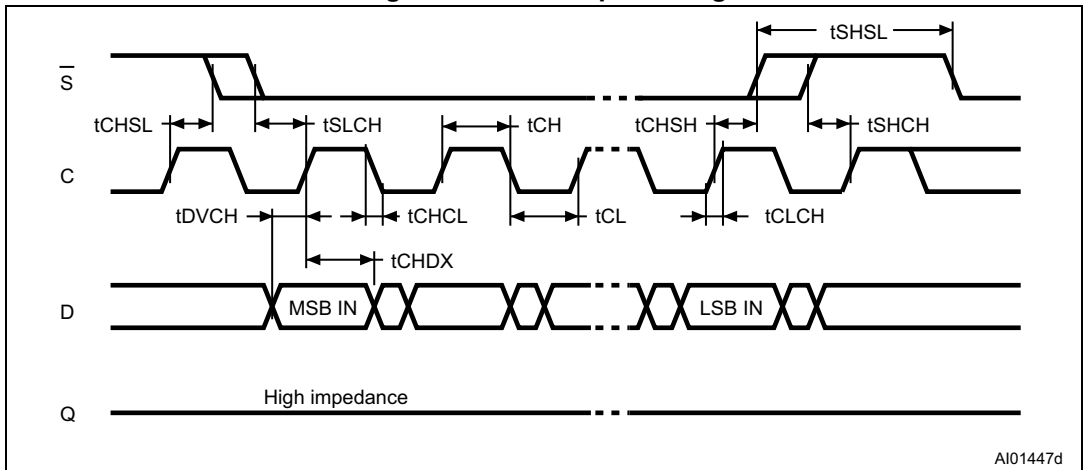 tSHSL
S̅
tCHSL
tSLCH
tCH
tCHSH
tSHCH
C
tDVCH
tCHCL
tCL
tCLCH
tCHDX
D
MSB IN
LSB IN
High impedance
Q
AI01447d